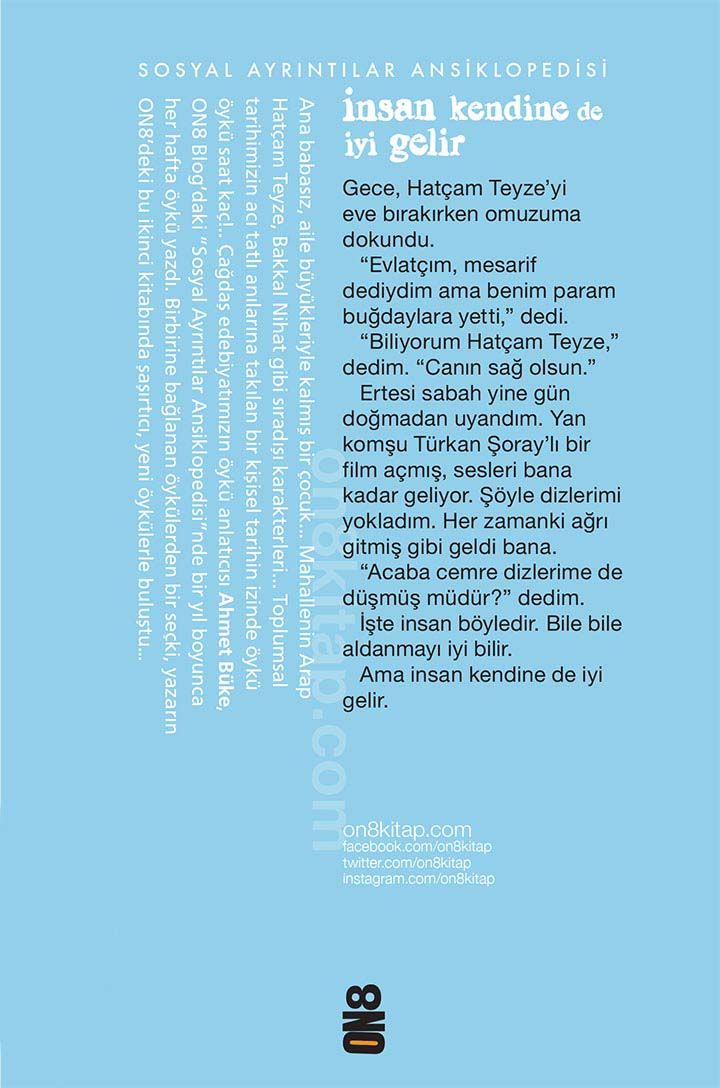 SOSYAL AYRINTILAR ANSİKLOPEDİSİ
insan kendine de
iyi gelir
Gece, Hatçam Teyze’yi
eve bırakırken omuzuma
dokundu.
“Evlatçım, mesarif
dediydim ama benim param
buğdaylara yetti,” dedi.
“Biliyorum Hatçam Teyze,”
dedim. “Canın sağ olsun.”
Ertesi sabah yine gün
doğmadan uyandım. Yan
komşu Türkan Şoray’lı bir
film açmış, sesleri bana
kadar geliyor. Şöyle dizlerimi
yokladım. Her zamanki ağrı
gitmiş gibi geldi bana.
“Acaba cemre dizlerime de
düşmüş müdür?” dedim.
İşte insan böyledir. Bile bile
aldanmayı iyi bilir.
Ama insan kendine de iyi
gelir.
Ana babasız, aile büyükleriyle kalmış bir çocuk... Mahallenin Arap
Hatçam Teyze, Bakkal Nihat gibi sıradışı karakterleri... Toplumsal
tarihimizin acı tatlı anılarına takılan bir kişisel tarihin izinde öykü
öykü saat kaç!.. Çağdaş edebiyatımızın öykü anlatıcısı Ahmet Büke,
ON8 Blog’daki “Sosyal Ayrıntılar Ansiklopedisi”nde bir yıl boyunca
her hafta öykü yazdı. Birbirine bağlanan öykülerden bir seçki, yazarın
ON8’deki bu ikinci kitabında şaşırtıcı, yeni öykülerle buluştu...
on8kitap.com
on8kitap.com
facebook.com/on8kitap
twitter.com/on8kitap
instagram.com/on8kitap
ON8